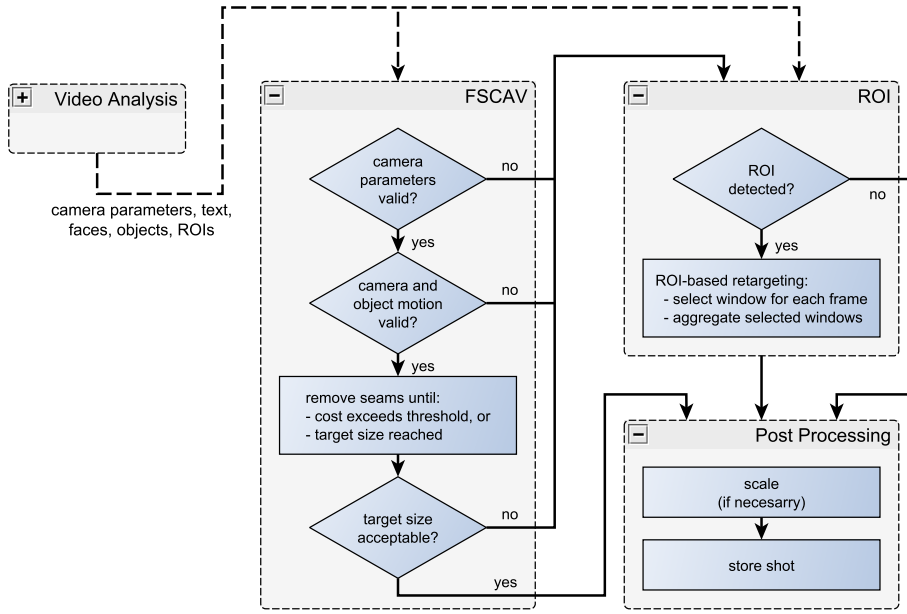 Video Analysis
camera parameters, text,
faces, objects, ROIs
FSCAV
camera
parameters
valid?
no
yes
camera and
object motion
valid?
no
yes
remove seams until:
- cost exceeds threshold, or
- target size reached
target size
acceptable?
no
yes
ROI
ROI
detected?
no
yes
ROI-based retargeting:
- select window for each frame
- aggregate selected windows
Post Processing
scale
(if necesarry)
store shot